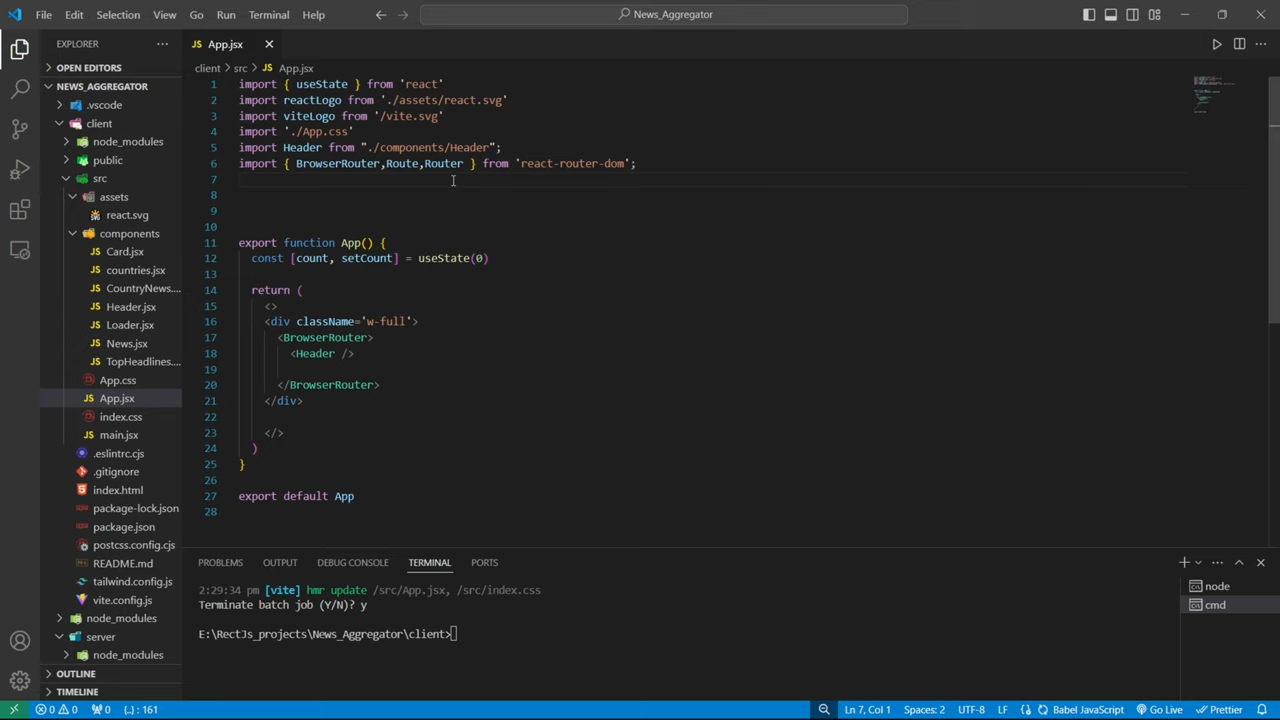 File Edit Selection View Go Run Terminal Help
News_Aggregator
EXPLORER
OPEN EDITORS
NEWS_AGGREGATOR
.vscode
client
node_modules
public
src
assets
react.svg
components
Card.jsx
countries.jsx
CountryNews....
Header.jsx
Loader.jsx
News.jsx
TopHeadlines....
App.css
App.jsx
index.css
main.jsx
.eslintrc.cjs
.gitignore
index.html
package-lock.json
package.json
postcss.config.cjs
README.md
tailwind.config.js
vite.config.js
node_modules
server
node_modules
OUTLINE
TIMELINE
JS App.jsx
client > src > JS App.jsx
1 import { useState } from 'react'
2 import reactLogo from './assets/react.svg'
3 import viteLogo from '/vite.svg'
4 import './App.css'
5 import Header from "./components/Header";
6 import { BrowserRouter,Route,Router } from 'react-router-dom';
7
8
9
10
11 export function App() {
12 const [count, setCount] = useState(0)
13
14 return (
15 <>
16 <div className='w-full'>
17 <BrowserRouter>
18 <Header />
19
20 </BrowserRouter>
21 </div>
22
23 </>
24 )
25 }
26
27 export default App
28
PROBLEMS OUTPUT DEBUG CONSOLE TERMINAL PORTS
2:29:34 pm [vite] hmr update /src/App.jsx, /src/index.css
Terminate batch job (Y/N)? y
E:\RectJs_projects\News_Aggregator\client>
node
cmd
0 0 0 {..}: 161 Ln 7, Col 1 Spaces: 2 UTF-8 LF Babel JavaScript Go Live Prettier